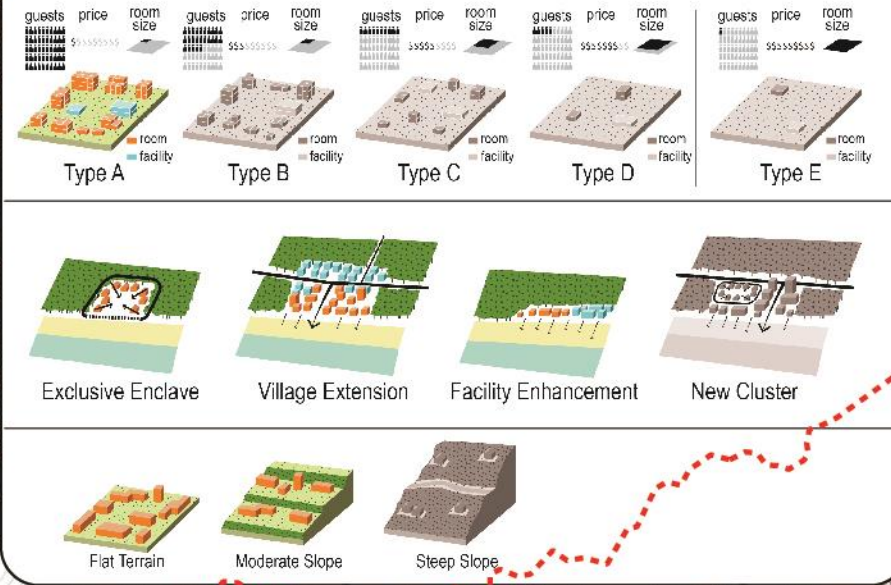 guests price room size
guests price room size
guests price room size
guests price room size
guests price room size
$$$$$$$$$
$$$$$$$$$
$$$$$$$$$
$$$$$$$$$
$$$$$$$$$
room
facility
Type A
room
facility
Type B
room
facility
Type C
room
facility
Type D
room
facility
Type E
Exclusive Enclave
Village Extension
Facility Enhancement
New Cluster
Flat Terrain
Moderate Slope
Steep Slope